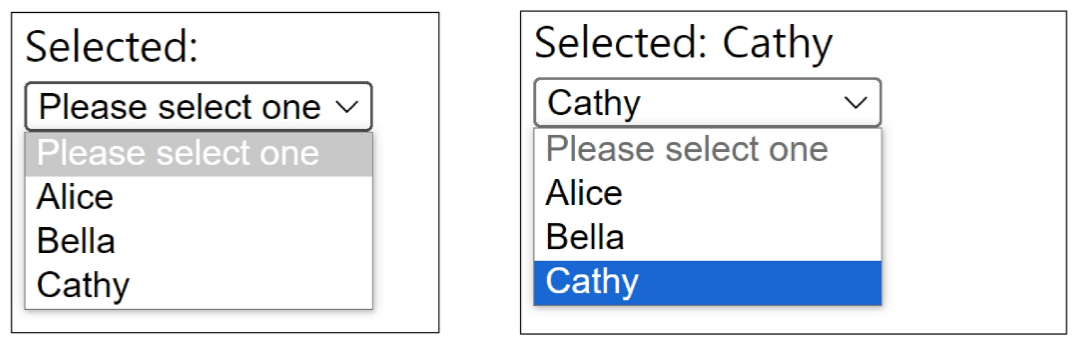 Selected:
Please select one
Please select one
Alice
Bella
Cathy
Selected: Cathy
Cathy
Please select one
Alice
Bella
Cathy